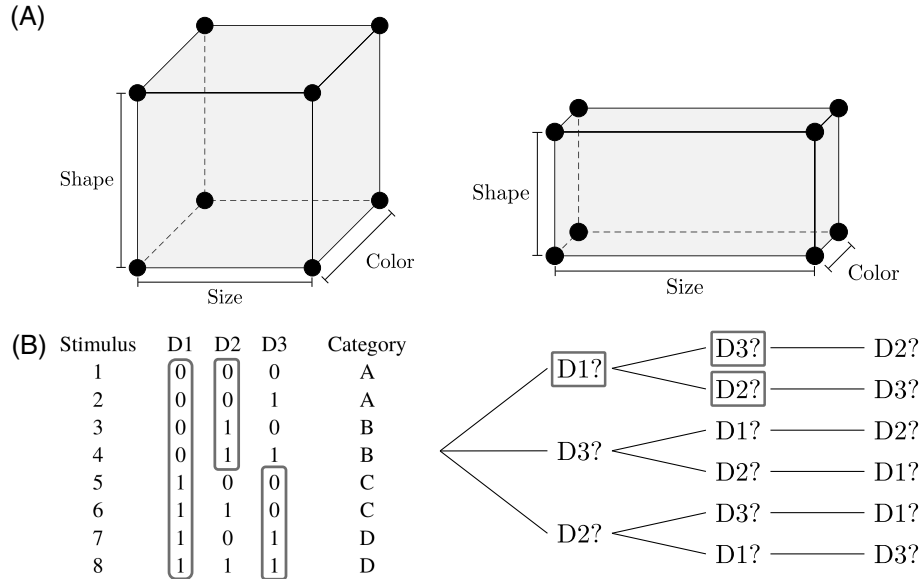 (A)
Shape
Size
Color
Shape
Size
Color
(B)
Stimulus D1 D2 D3 Category
1 0 0 0 A
2 0 0 1 A
3 0 1 0 B
4 0 1 1 B
5 1 0 0 C
6 1 1 0 C
7 1 0 1 D
8 1 1 1 D
D1? D3? D2?
D2? D3?
D3? D1? D2?
D2? D1?
D2? D3? D1?
D1? D3?